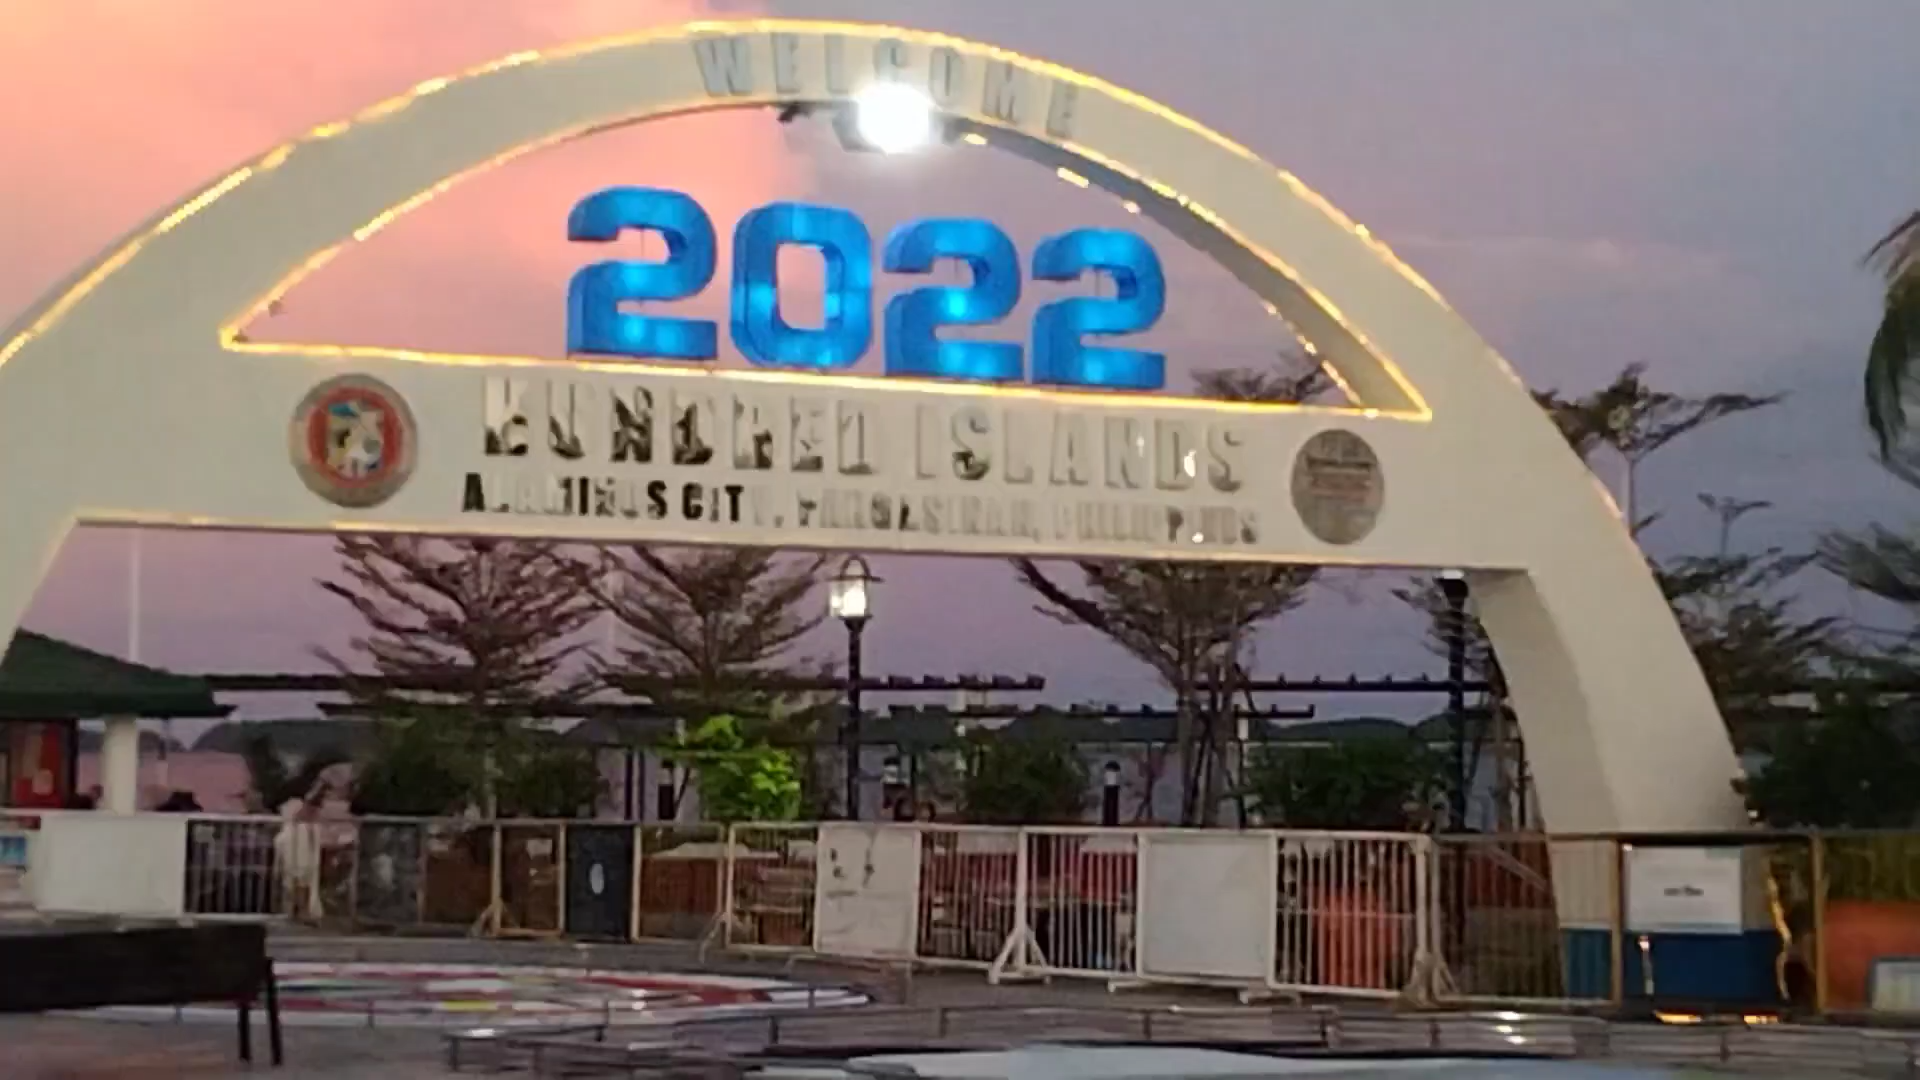 WELCOME
2022
HUNDRED ISLANDS
ALAMINOS CITY, PANGASINAN, PHILIPPINES